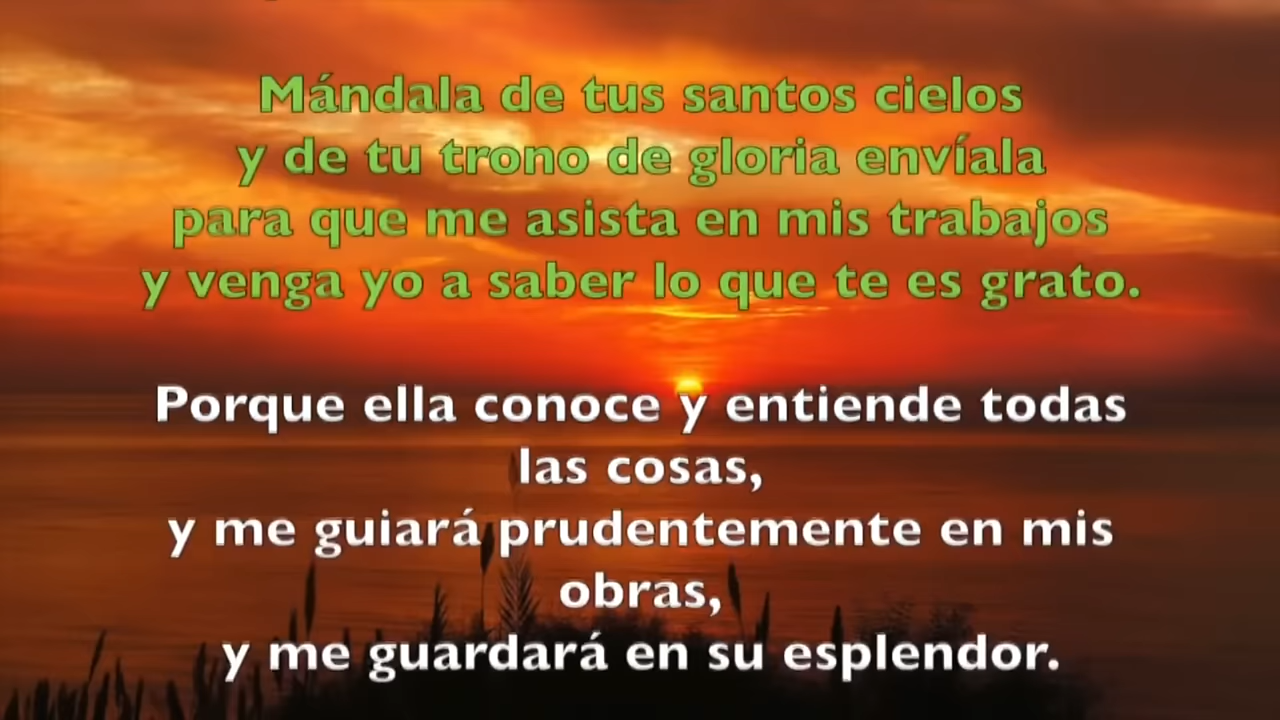 Mándala de tus santos cielos
y de tu trono de gloria envíala
para que me asista en mis trabajos
y venga yo a saber lo que te es grato.
Porque ella conoce y entiende todas
las cosas,
y me guiará prudentemente en mis
obras,
y me guardará en su esplendor.